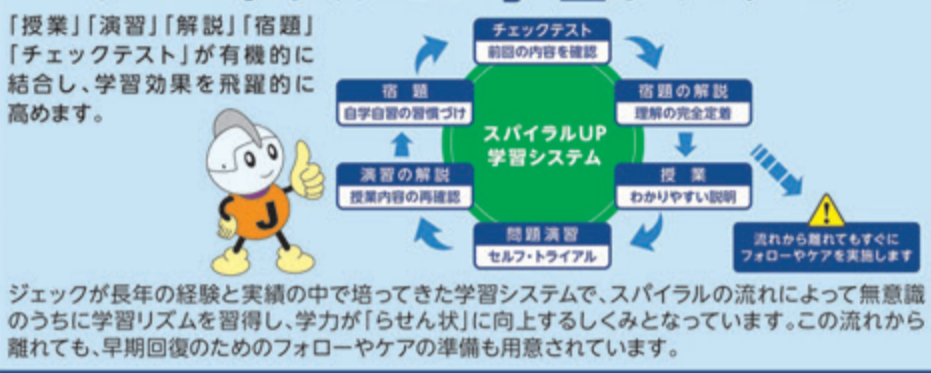 「授業」「演習」「解説」「宿題」
「チェックテスト」が有機的に
結合し、学習効果を飛躍的に
高めます。
チェックテスト
前回の内容を確認
宿題の解説
理解の完全定着
授業
わかりやすい説明
問題演習
セルフ・トライアル
演習の解説
授業内容の再確認
宿題
自学自習の習慣づけ
スパイラルUP
学習システム
J
流れから離れてもすぐに
フォローやケアを実施します
ジェックが長年の経験と実績の中で培ってきた学習システムで、スパイラルの流れによって無意識
のうちに学習リズムを習得し、学力が「らせん状」に向上するしくみとなっています。この流れから
離れても、早期回復のためのフォローやケアの準備も用意されています。